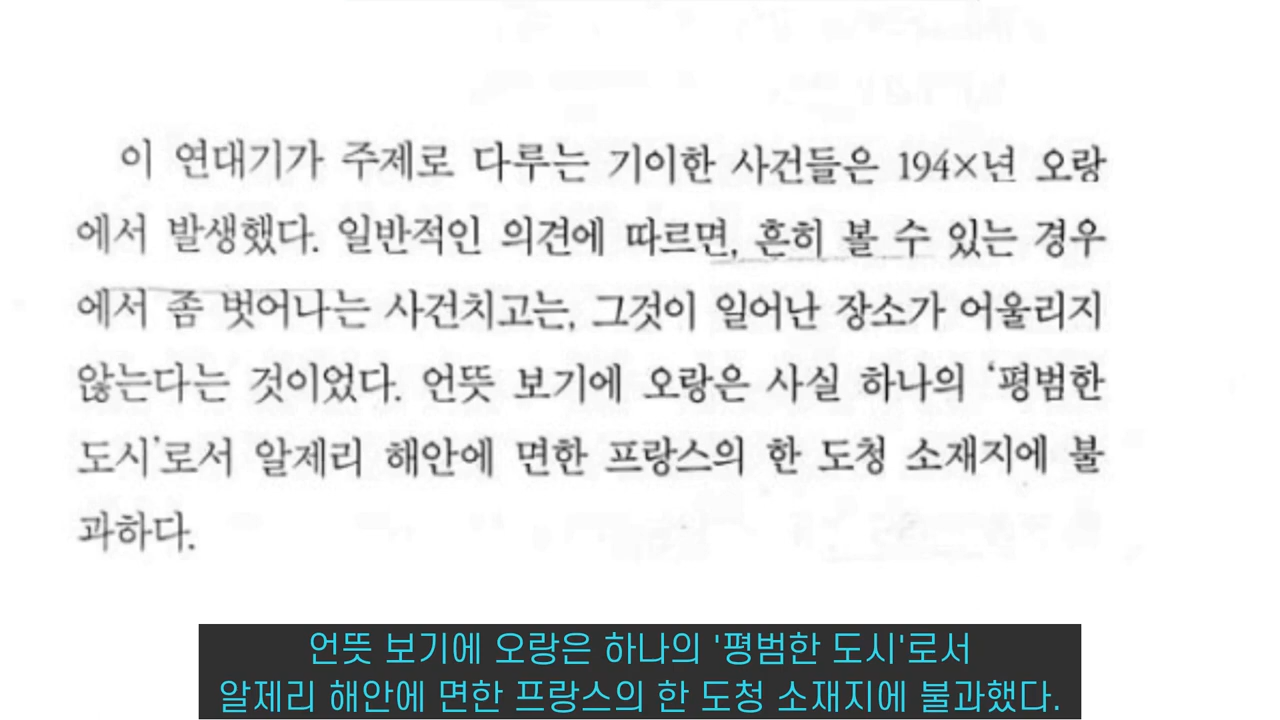 이 연대기가 주제로 다루는 기이한 사건들은 194×년 오랑
에서 발생했다. 일반적인 의견에 따르면, 흔히 볼 수 있는 경우
에서 좀 벗어나는 사건치고는, 그것이 일어난 장소가 어울리지
않는다는 것이었다. 언뜻 보기에 오랑은 사실 하나의 ‘평범한
도시’로서 알제리 해안에 면한 프랑스의 한 도청 소재지에 불
과하다.
언뜻 보기에 오랑은 하나의 '평범한 도시'로서
알제리 해안에 면한 프랑스의 한 도청 소재지에 불과했다.